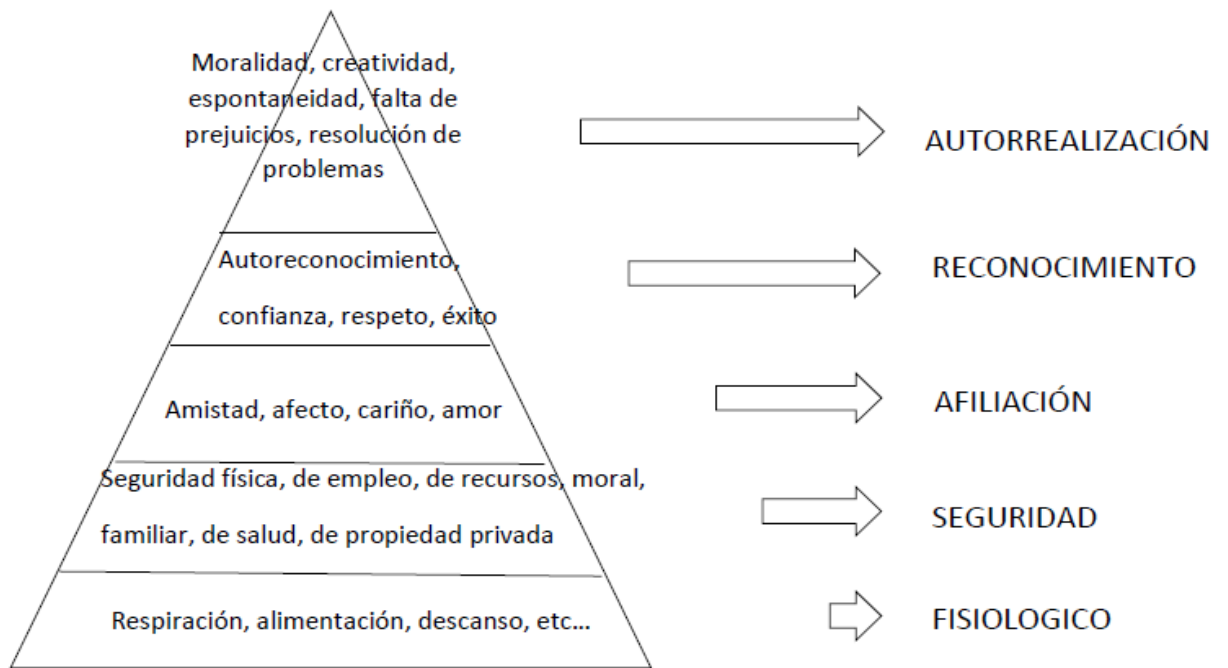 Moralidad, creatividad,
espontaneidad, falta de
prejuicios, resolución de
problemas
AUTORREALIZACIÓN
Autoreconocimiento,
confianza, respeto, éxito
RECONOCIMIENTO
Amistad, afecto, cariño, amor
AFILIACIÓN
Seguridad física, de empleo, de recursos, moral,
familiar, de salud, de propiedad privada
SEGURIDAD
Respiración, alimentación, descanso, etc...
FISIOLOGICO